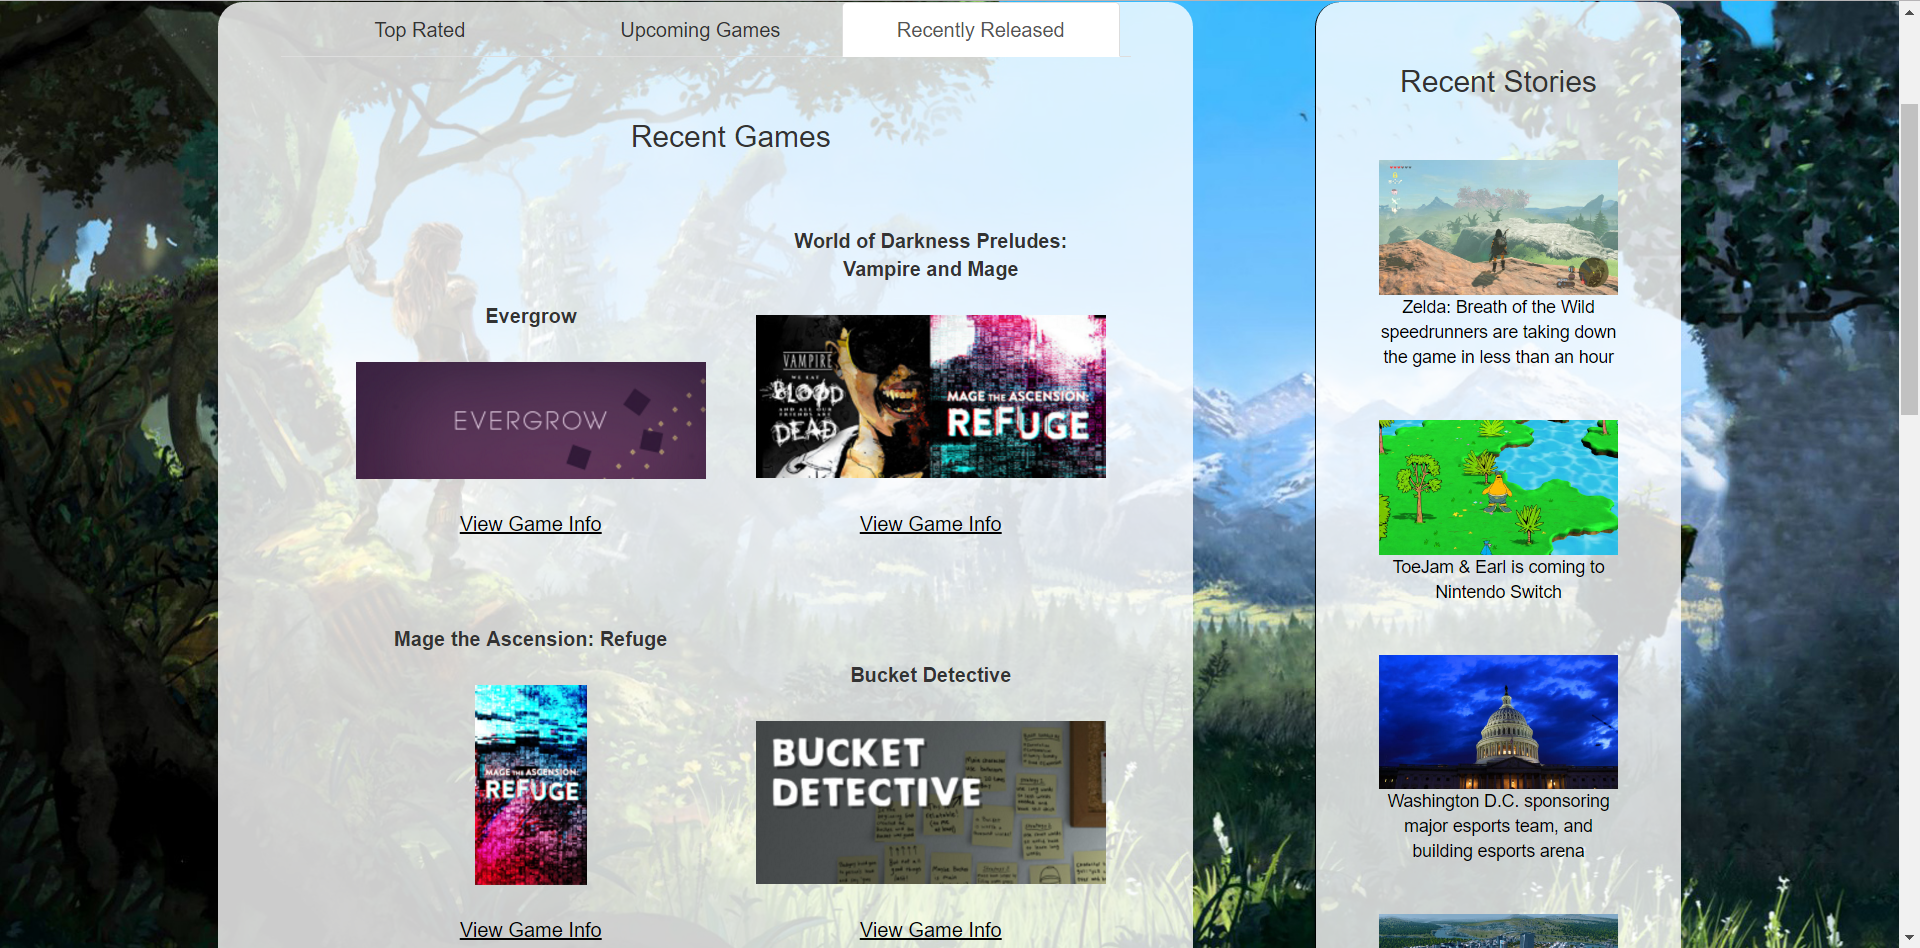 Top Rated
Upcoming Games
Recently Released
Recent Games
Evergrow
EVERGROW
View Game Info
World of Darkness Preludes:
Vampire and Mage
VAMPIRE
WE EAT
BLOOD
AND ALL OUR
FRIENDS ARE
DEAD
MAGE THE ASCENSION:
REFUGE
View Game Info
Mage the Ascension: Refuge
MAGE THE ASCENSION:
REFUGE
View Game Info
Bucket Detective
BUCKET
DETECTIVE
View Game Info
Recent Stories
Zelda: Breath of the Wild
speedrunners are taking down
the game in less than an hour
ToeJam & Earl is coming to
Nintendo Switch
Washington D.C. sponsoring
major esports team, and
building esports arena